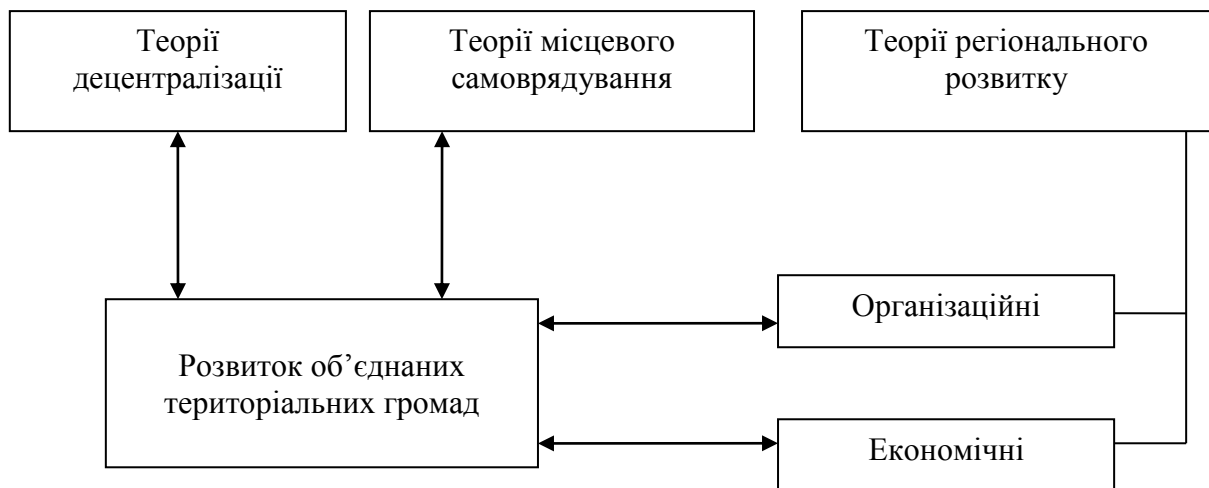 Теорії
децентралізації
Теорії місцевого
самоврядування
Теорії регіонального
розвитку
Організаційні
Розвиток об’єднаних
територіальних громад
Економічні